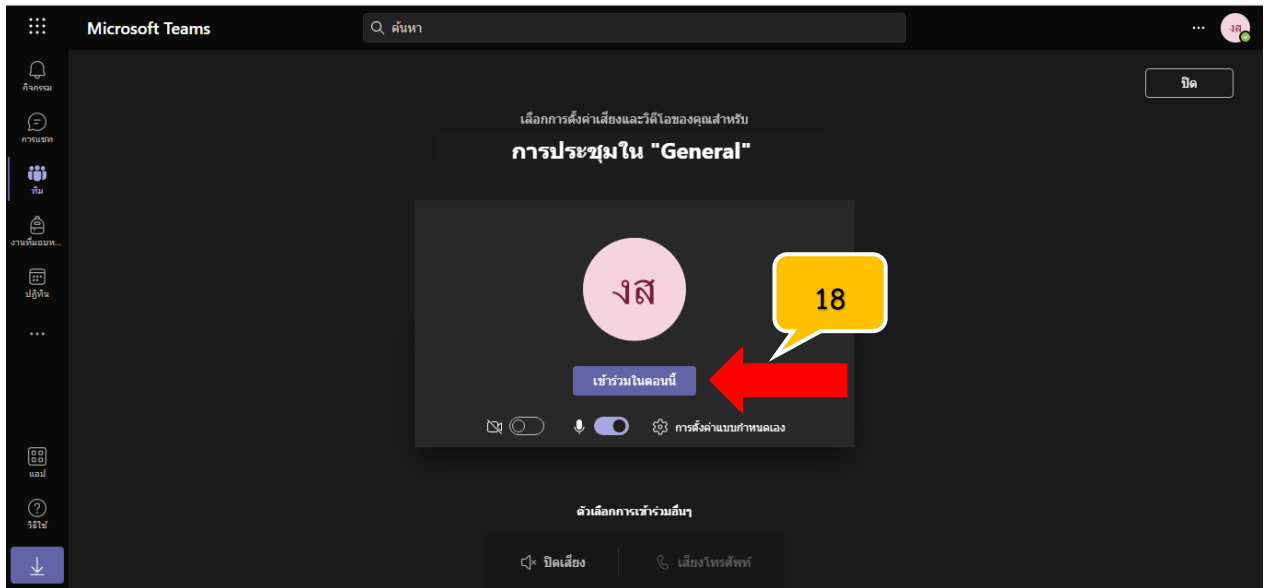 Microsoft Teams
ค้นหา
งส
กิจกรรม
การแชท
ทีม
งานที่มอบห...
ปฏิทิน
แอป
วิธีใช้
ปิด
เลือกการตั้งค่าเสียงและวิดีโอของคุณสำหรับ
การประชุมใน "General"
งส
18
เข้าร่วมในตอนนี้
การตั้งค่าแบบกำหนดเอง
ตัวเลือกการเข้าร่วมอื่นๆ
ปิดเสียง
เสียงโทรศัพท์